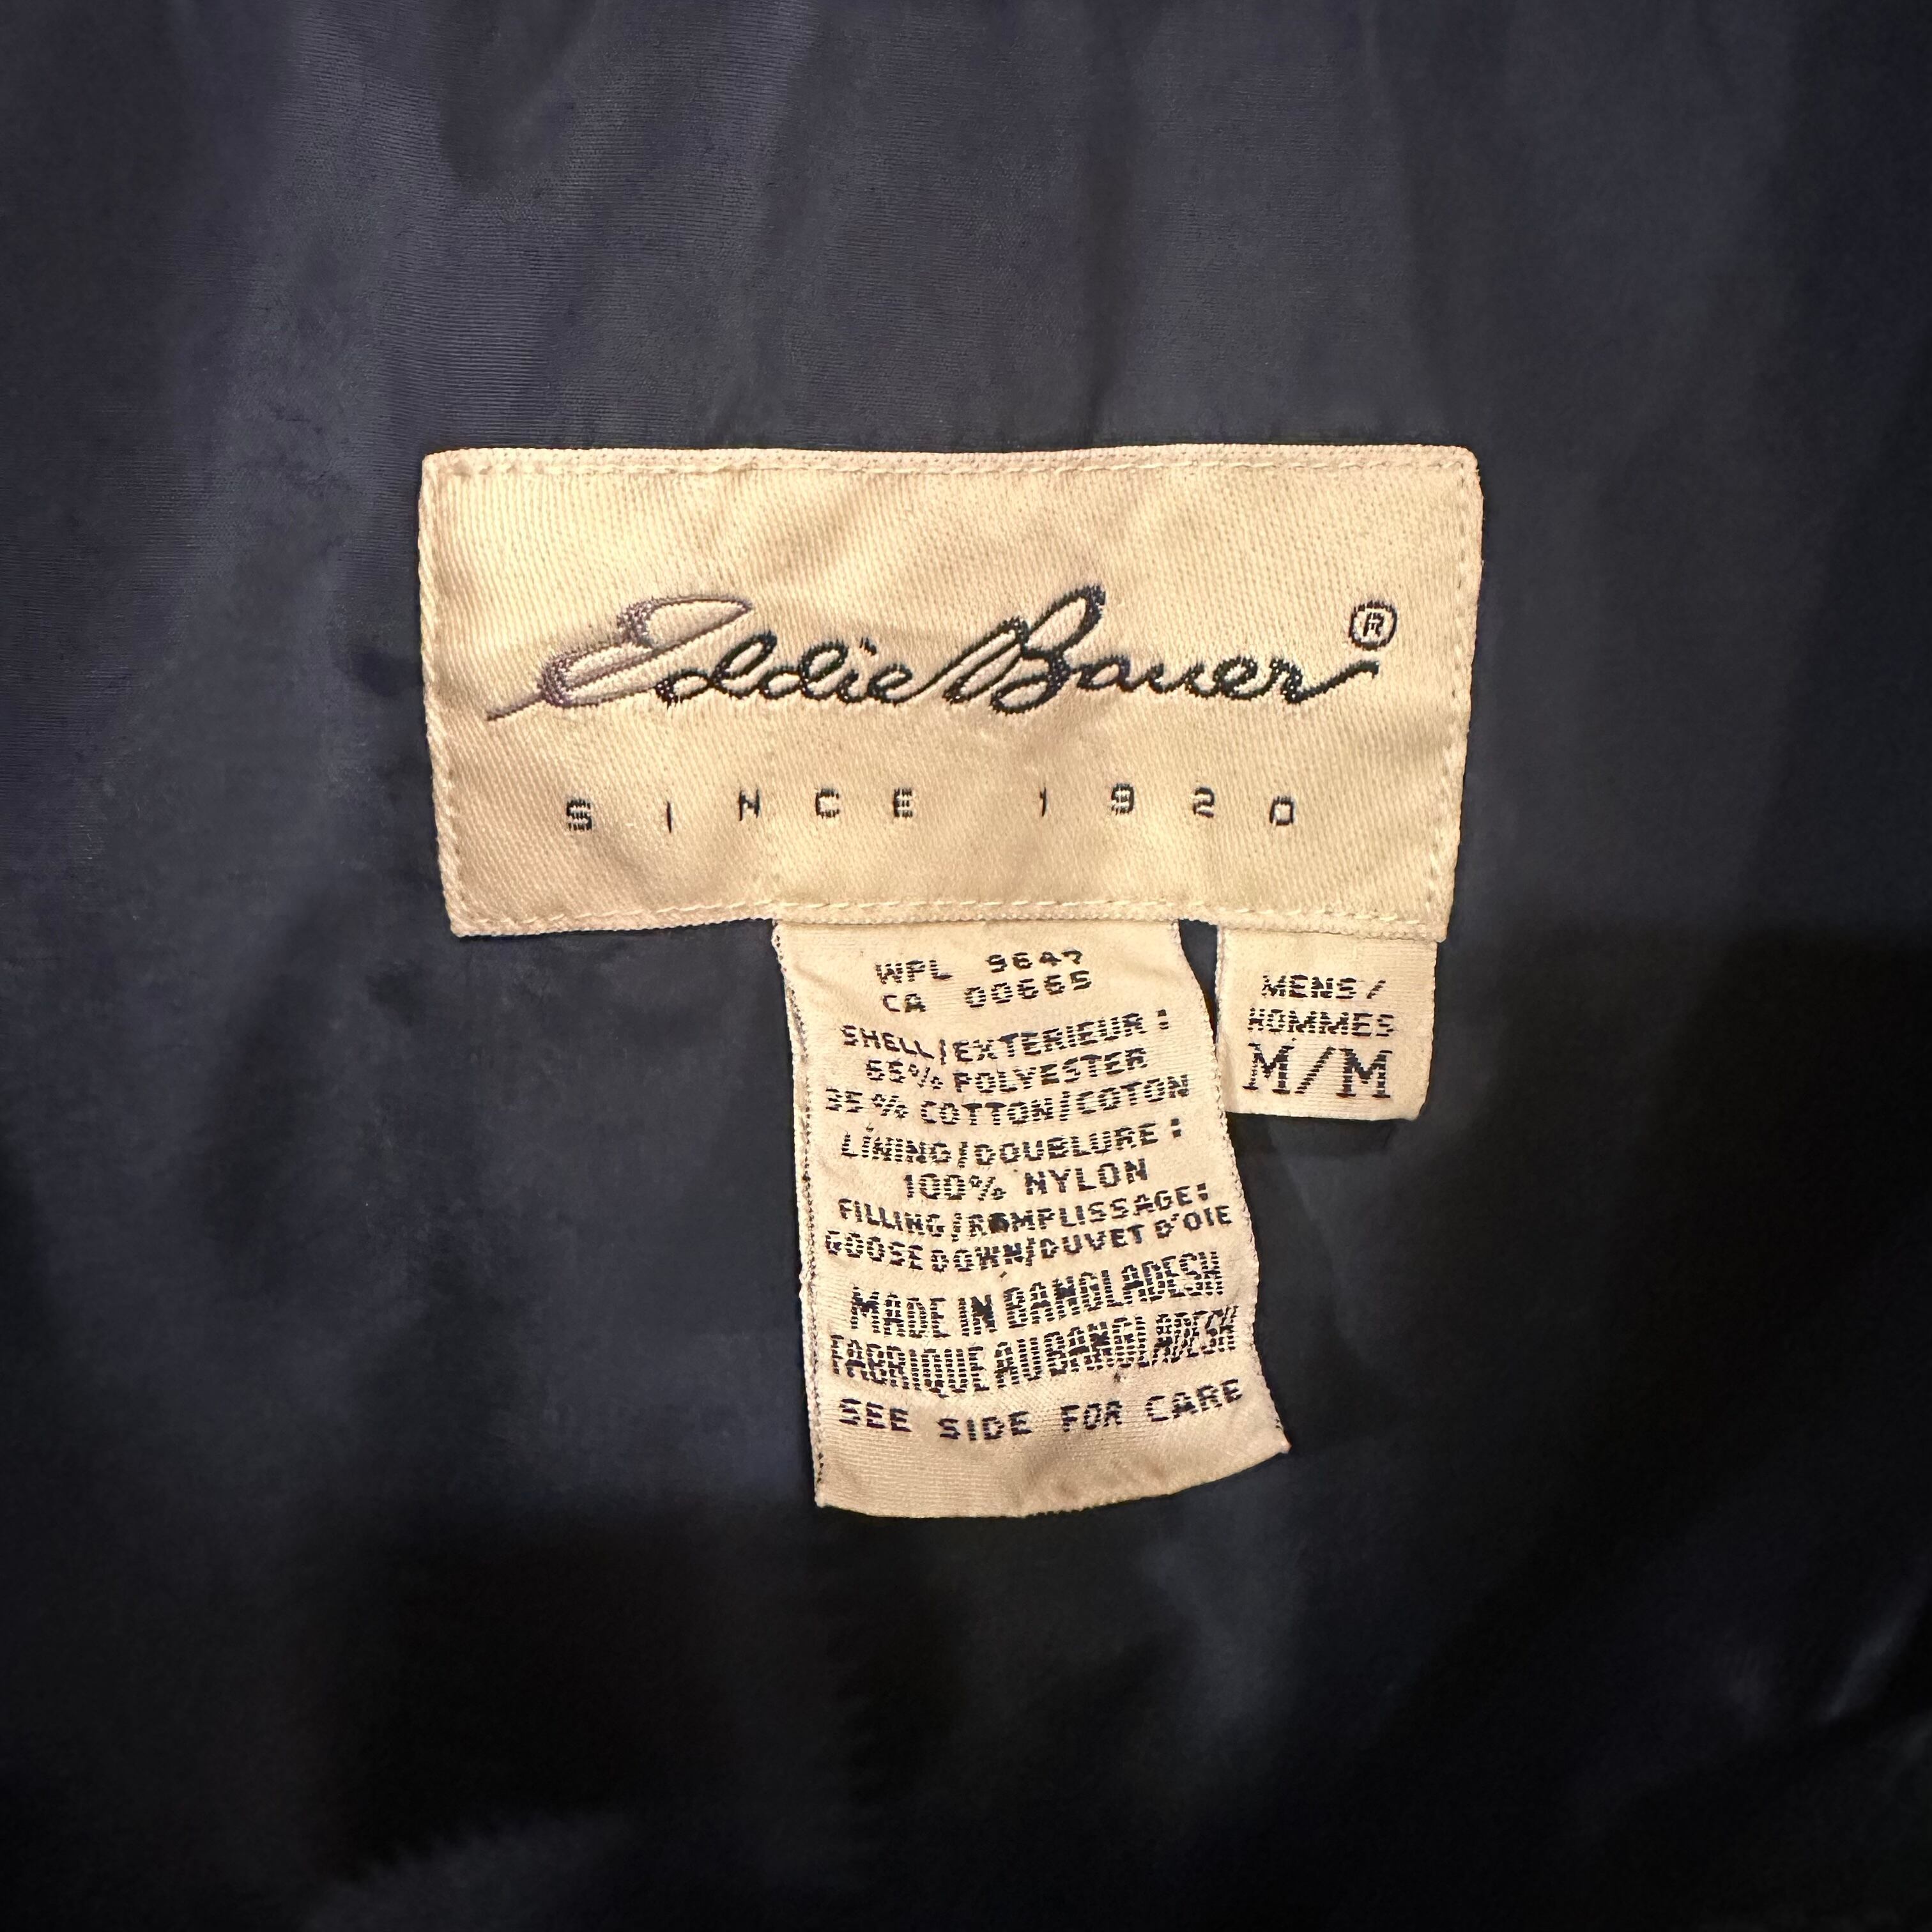 Eddie Bauer ®
SINCE 1920
WPL 9647
CA 00665
SHELL/EXTERIEUR:
65% POLYESTER
35% COTTON/COTON
LINING/DOUBLURE:
100% NYLON
FILLING/REMPLISSAGE:
GOOSE DOWN/DUVET D'OIE
MADE IN BANGLADESH
FABRIQUE AU BANGLADESH
SEE SIDE FOR CARE
MENS/
HOMMES
M/M